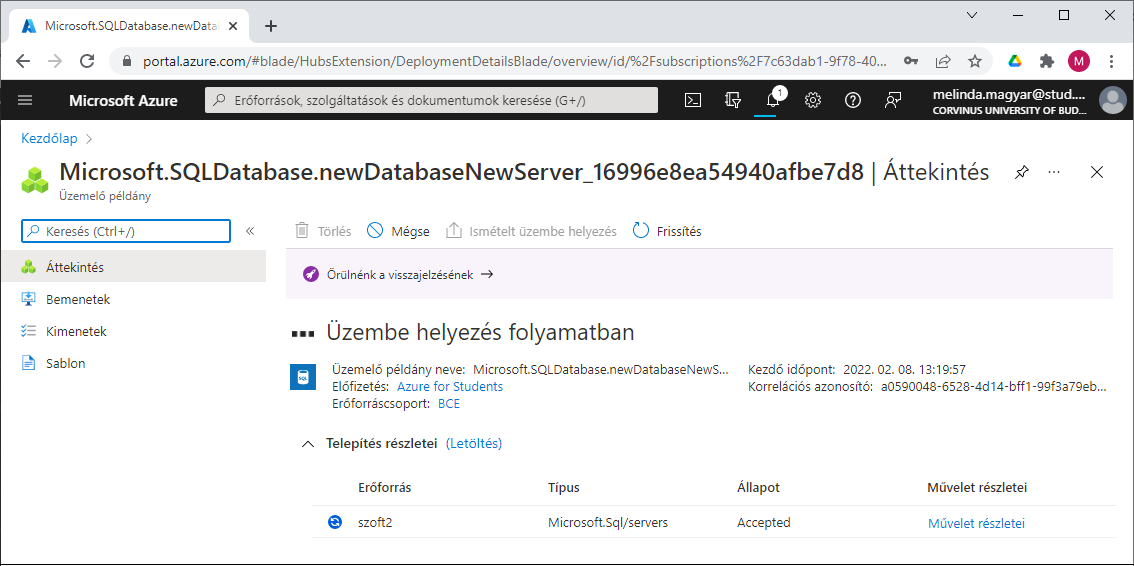 Microsoft.SQLDatabase.newData
portal.azure.com/#blade/HubsExtension/DeploymentDetailsBlade/overview/id/%2Fsubscriptions%2F7c63dab1-9f78-40...
M
Microsoft Azure
Erőforrások, szolgáltatások és dokumentumok keresése (G+/)
1
melinda.magyar@stud....
CORVINUS UNIVERSITY OF BUD...
Kezdőlap
Microsoft.SQLDatabase.newDatabaseNewServer_16996e8ea54940afbe7d8 | Áttekintés
Üzemelő példány
Keresés (Ctrl+/)
Törlés Mégse Ismételt üzembe helyezés Frissítés
Áttekintés
Bemenetek
Kimenetek
Sablon
Örülnénk a visszajelzésének
Üzembe helyezés folyamatban
SQL
Üzemelő példány neve: Microsoft.SQLDatabase.newDatabaseNewS...
Előfizetés: Azure for Students
Erőforráscsoport: BCE
Kezdő időpont: 2022. 02. 08. 13:19:57
Korrelációs azonosító: a0590048-6528-4d14-bff1-99f3a79eb...
Telepítés részletei (Letöltés)
Erőforrás Típus Állapot Művelet részletei
szoft2 Microsoft.Sql/servers Accepted Művelet részletei